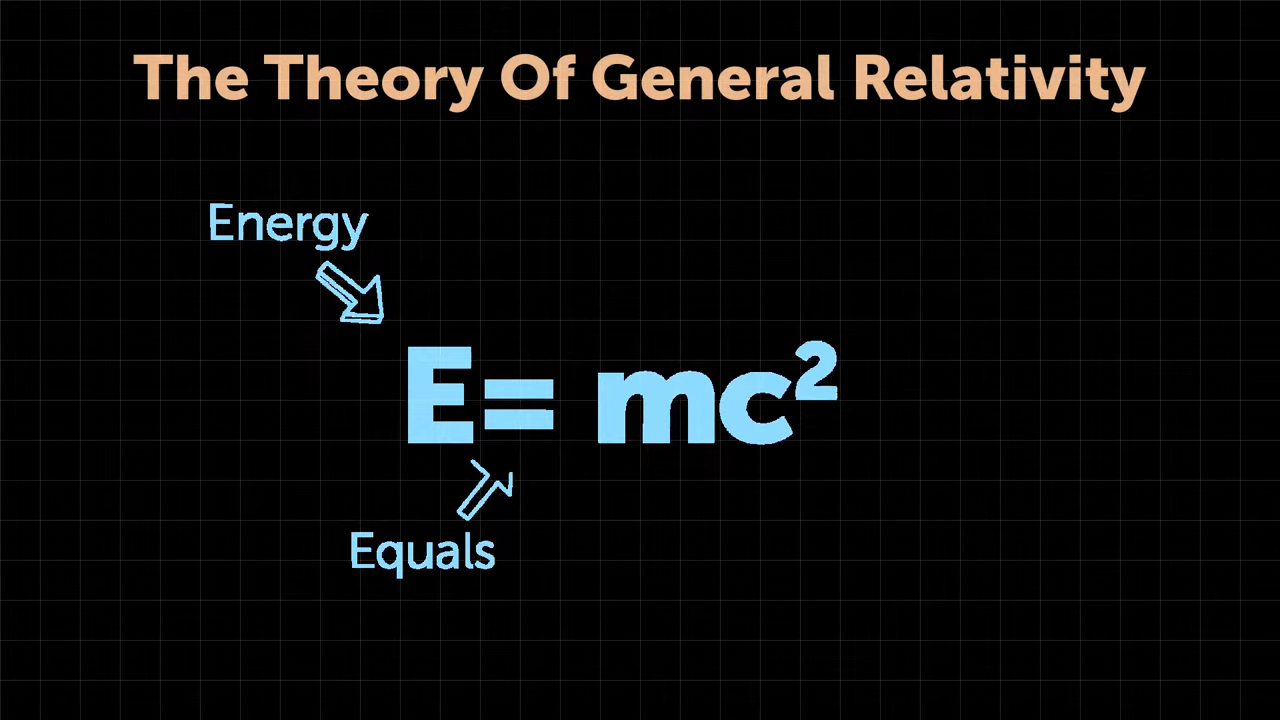 The Theory Of General Relativity
Energy
E= mc²
Equals